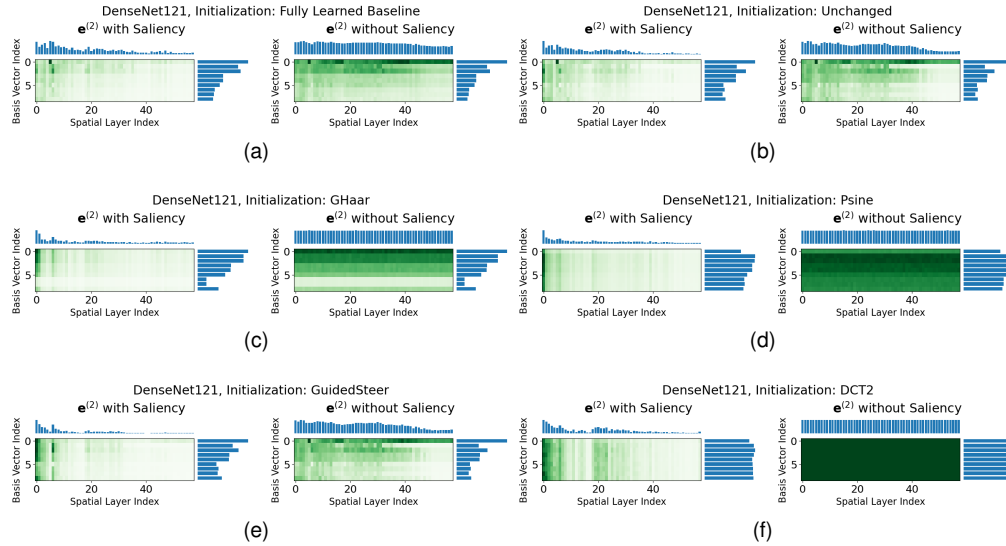 DenseNet121, Initialization: Fully Learned Baseline
e(2) with Saliency
e(2) without Saliency
Basis Vector Index
0
5
0
20
40
Spatial Layer Index
Basis Vector Index
0
5
0
20
40
Spatial Layer Index
(a)
DenseNet121, Initialization: Unchanged
e(2) with Saliency
e(2) without Saliency
Basis Vector Index
0
5
0
20
40
Spatial Layer Index
Basis Vector Index
0
5
0
20
40
Spatial Layer Index
(b)
DenseNet121, Initialization: GHaar
e(2) with Saliency
e(2) without Saliency
Basis Vector Index
0
5
0
20
40
Spatial Layer Index
Basis Vector Index
0
5
0
20
40
Spatial Layer Index
(c)
DenseNet121, Initialization: Psine
e(2) with Saliency
e(2) without Saliency
Basis Vector Index
0
5
0
20
40
Spatial Layer Index
Basis Vector Index
0
5
0
20
40
Spatial Layer Index
(d)
DenseNet121, Initialization: GuidedSteer
e(2) with Saliency
e(2) without Saliency
Basis Vector Index
0
5
0
20
40
Spatial Layer Index
Basis Vector Index
0
5
0
20
40
Spatial Layer Index
(e)
DenseNet121, Initialization: DCT2
e(2) with Saliency
e(2) without Saliency
Basis Vector Index
0
5
0
20
40
Spatial Layer Index
Basis Vector Index
0
5
0
20
40
Spatial Layer Index
(f)